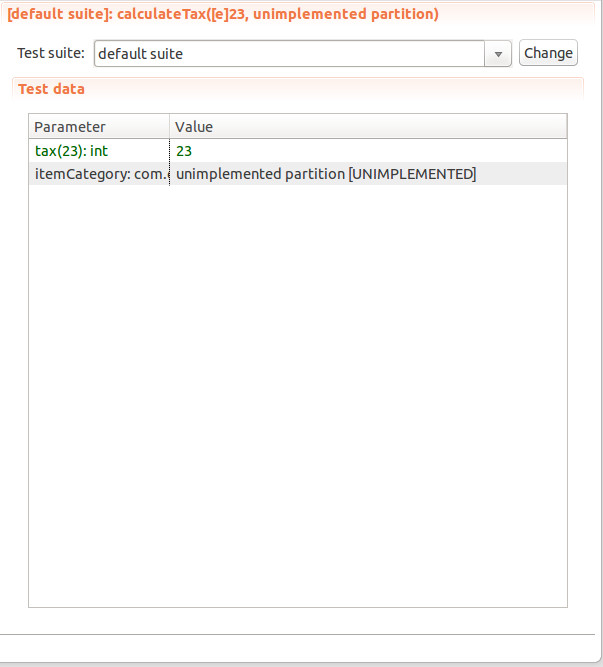 [default suite]: calculateTax([e]23, unimplemented partition)
Test suite: default suite Change
Test data
Parameter Value
tax(23): int 23
itemCategory: com. unimplemented partition [UNIMPLEMENTED]